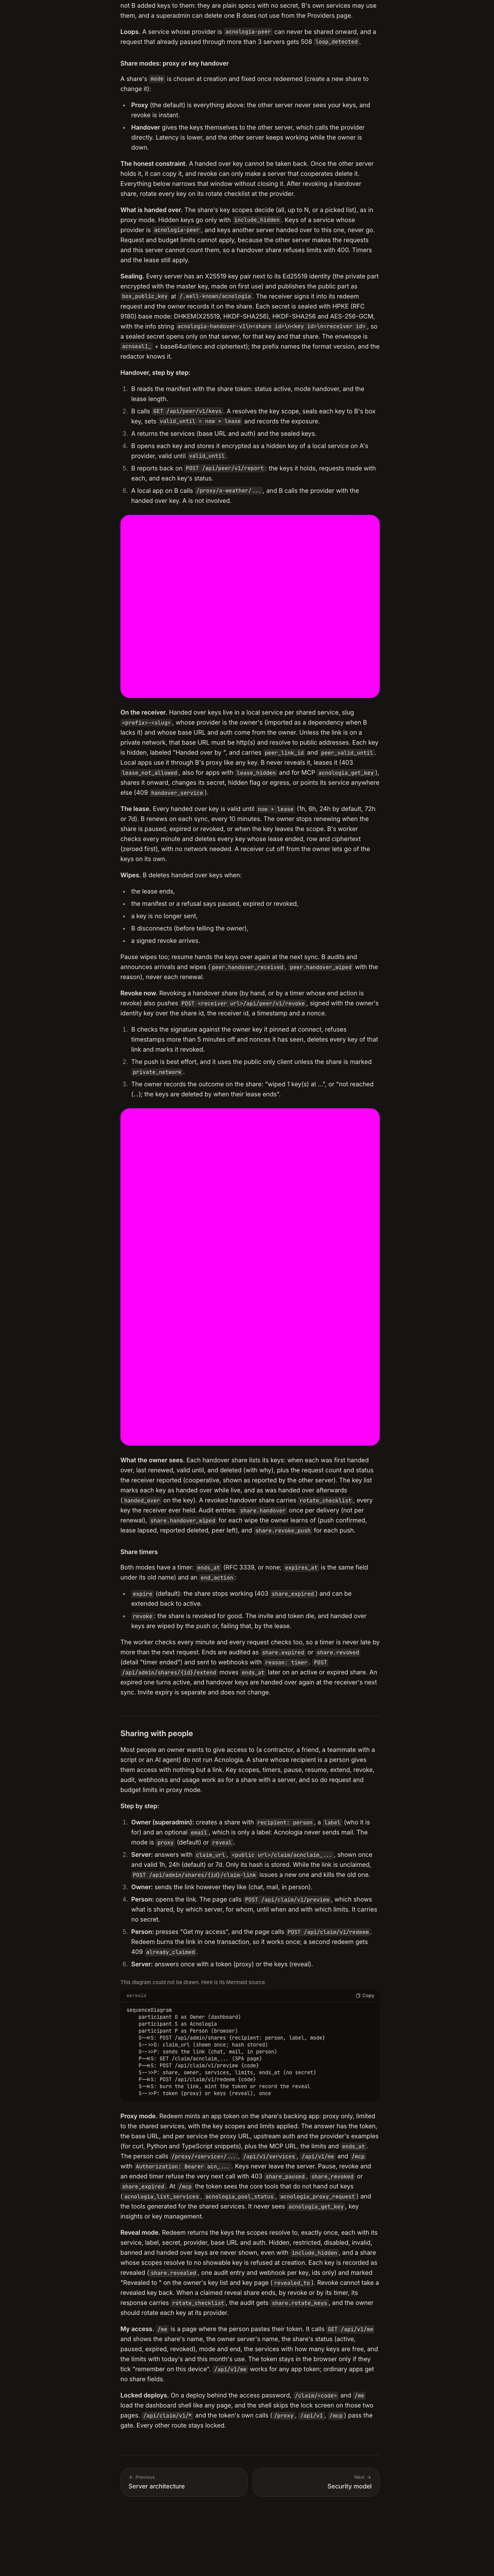 not B added keys to them: they are plain specs with no secret, B's own services may use
them, and a superadmin can delete one B does not use from the Providers page.
Loops. A service whose provider is acnologia-peer can never be shared onward, and a
request that already passed through more than 3 servers gets 508 loop_detected.
Share modes: proxy or key handover
A share's mode is chosen at creation and fixed once redeemed (create a new share to
change it):
Proxy (the default) is everything above: the other server never sees your keys, and
revoke is instant.
Handover gives the keys themselves to the other server, which calls the provider
directly. Latency is lower, and the other server keeps working while the owner is
down.
The honest constraint. A handed over key cannot be taken back. Once the other server
holds it, it can copy it, and revoke can only make a server that cooperates delete it.
Everything below narrows that window without closing it. After revoking a handover
share, rotate every key on its rotate checklist at the provider.
What is handed over. The share's key scopes decide (all, up to N, or a picked list), as in
proxy mode. Hidden keys go only with include_hidden. Keys of a service whose
provider is acnologia-peer, and keys another server handed over to this one, never go.
Request and budget limits cannot apply, because the other server makes the requests
and this server cannot count them, so a handover share refuses limits with 400. Timers
and the lease still apply.
Sealing. Every server has an X25519 key pair next to its Ed25519 identity (the private part
encrypted with the master key, made on first use) and publishes the public part as
box_public_key at /.well-known/acnologia. The receiver signs it into its redeem
request and the owner records it on the share. Each secret is sealed with HPKE (RFC
9180) base mode: DHKEM(X25519, HKDF-SHA256), HKDF-SHA256 and AES-256-GCM,
with the info string acnologia-handover-v1\n<share id>\n<key id>\n<receiver id>, so
a sealed secret opens only on that server, for that key and that share. The envelope is
acnseal1_ + base64url(enc and ciphertext); the prefix names the format version, and the
redactor knows it.
Handover, step by step:
1. B reads the manifest with the share token: status active, mode handover, and the
lease length.
2. B calls GET /api/peer/v1/keys. A resolves the key scope, seals each key to B's box
key, sets valid_until = now + lease and records the exposure.
3. A returns the services (base URL and auth) and the sealed keys.
4. B opens each key and stores it encrypted as a hidden key of a local service on A's
provider, valid until valid_until.
5. B reports back on POST /api/peer/v1/report: the keys it holds, requests made with
each, and each key's status.
6. A local app on B calls /proxy/a-weather/..., and B calls the provider with the
handed over key. A is not involved.
On the receiver. Handed over keys live in a local service per shared service, slug
<prefix>-<slug>, whose provider is the owner's (imported as a dependency when B
lacks it) and whose base URL and auth come from the owner. Unless the link is on a
private network, that base URL must be http(s) and resolve to public addresses. Each key
is hidden, labeled "Handed over by ", and carries peer_link_id and peer_valid_until.
Local apps use it through B's proxy like any key. B never reveals it, leases it (403
lease_not_allowed, also for apps with lease_hidden and for MCP acnologia_get_key),
shares it onward, changes its secret, hidden flag or egress, or points its service anywhere
else (409 handover_service).
The lease. Every handed over key is valid until now + lease (1h, 6h, 24h by default, 72h
or 7d). B renews on each sync, every 10 minutes. The owner stops renewing when the
share is paused, expired or revoked, or when the key leaves the scope. B's worker
checks every minute and deletes every key whose lease ended, row and ciphertext
(zeroed first), with no network needed. A receiver cut off from the owner lets go of the
keys on its own.
Wipes. B deletes handed over keys when:
the lease ends,
the manifest or a refusal says paused, expired or revoked,
a key is no longer sent,
B disconnects (before telling the owner),
a signed revoke arrives.
Pause wipes too; resume hands the keys over again at the next sync. B audits and
announces arrivals and wipes (peer.handover_received, peer.handover_wiped with the
reason), never each renewal.
Revoke now. Revoking a handover share (by hand, or by a timer whose end action is
revoke) also pushes POST <receiver url>/api/peer/v1/revoke, signed with the owner's
identity key over the share id, the receiver id, a timestamp and a nonce.
1. B checks the signature against the owner key it pinned at connect, refuses
timestamps more than 5 minutes off and nonces it has seen, deletes every key of that
link and marks it revoked.
2. The push is best effort, and it uses the public only client unless the share is marked
private_network.
3. The owner records the outcome on the share: "wiped 1 key(s) at ...", or "not reached
(...); the keys are deleted by when their lease ends".
What the owner sees. Each handover share lists its keys: when each was first handed
over, last renewed, valid until, and deleted (with why), plus the request count and status
the receiver reported (cooperative, shown as reported by the other server). The key list
marks each key as handed over while live, and as was handed over afterwards
(handed_over on the key). A revoked handover share carries rotate_checklist, every
key the receiver ever held. Audit entries: share.handover once per delivery (not per
renewal), share.handover_wiped for each wipe the owner learns of (push confirmed,
lease lapsed, reported deleted, peer left), and share.revoke_push for each push.
Share timers
Both modes have a timer: ends_at (RFC 3339, or none; expires_at is the same field
under its old name) and an end_action:
expire (default): the share stops working (403 share_expired) and can be
extended back to active.
revoke: the share is revoked for good. The invite and token die, and handed over
keys are wiped by the push or, failing that, by the lease.
The worker checks every minute and every request checks too, so a timer is never late by
more than the next request. Ends are audited as share.expired or share.revoked
(detail "timer ended") and sent to webhooks with reason: timer. POST
/api/admin/shares/{id}/extend moves ends_at later on an active or expired share. An
expired one turns active, and handover keys are handed over again at the receiver's next
sync. Invite expiry is separate and does not change.
Sharing with people
Most people an owner wants to give access to (a contractor, a friend, a teammate with a
script or an AI agent) do not run Acnologia. A share whose recipient is a person gives
them access with nothing but a link. Key scopes, timers, pause, resume, extend, revoke,
audit, webhooks and usage work as for a share with a server, and so do request and
budget limits in proxy mode.
Step by step:
1. Owner (superadmin): creates a share with recipient: person, a label (who it is
for) and an optional email, which is only a label: Acnologia never sends mail. The
mode is proxy (default) or reveal.
2. Server: answers with claim_url, <public url>/claim/acnclaim_..., shown once
and valid 1h, 24h (default) or 7d. Only its hash is stored. While the link is unclaimed,
POST /api/admin/shares/{id}/claim-link issues a new one and kills the old one.
3. Owner: sends the link however they like (chat, mail, in person).
4. Person: opens the link. The page calls POST /api/claim/v1/preview, which shows
what is shared, by which server, for whom, until when and with which limits. It carries
no secret.
5. Person: presses "Get my access", and the page calls POST /api/claim/v1/redeem.
Redeem burns the link in one transaction, so it works once; a second redeem gets
409 already_claimed.
6. Server: answers once with a token (proxy) or the keys (reveal).
This diagram could not be drawn. Here is its Mermaid source.
mermaid
Copy
sequenceDiagram
participant O as Owner (dashboard)
participant S as Acnologia
participant P as Person (browser)
O->>S: POST /api/admin/shares {recipient: person, label, mode}
S-->>O: claim_url (shown once; hash stored)
O-->>P: sends the link (chat, mail, in person)
P->>S: GET /claim/acnclaim_... (SPA page)
P->>S: POST /api/claim/v1/preview {code}
S-->>P: share, owner, services, limits, ends_at (no secret)
P->>S: POST /api/claim/v1/redeem {code}
S->>S: burn the link, mint the token or record the reveal
S-->>P: token (proxy) or keys (reveal), once
Proxy mode. Redeem mints an app token on the share's backing app: proxy only, limited
to the shared services, with the key scopes and limits applied. The answer has the token,
the base URL, and per service the proxy URL, upstream auth and the provider's examples
(for curl, Python and TypeScript snippets), plus the MCP URL, the limits and ends_at.
The person calls /proxy/<service>/..., /api/v1/services, /api/v1/me and /mcp
with Authorization: Bearer acn_.... Keys never leave the server. Pause, revoke and
an ended timer refuse the very next call with 403 share_paused, share_revoked or
share_expired. At /mcp the token sees the core tools that do not hand out keys
(acnologia_list_services, acnologia_pool_status, acnologia_proxy_request) and
the tools generated for the shared services. It never sees acnologia_get_key, key
insights or key management.
Reveal mode. Redeem returns the keys the scopes resolve to, exactly once, each with its
service, label, secret, provider, base URL and auth. Hidden, restricted, disabled, invalid,
banned and handed over keys are never shown, even with include_hidden, and a share
whose scopes resolve to no showable key is refused at creation. Each key is recorded as
revealed (share.revealed, one audit entry and webhook per key, ids only) and marked
"Revealed to " on the owner's key list and key page (revealed_to). Revoke cannot take a
revealed key back. When a claimed reveal share ends, by revoke or by its timer, its
response carries rotate_checklist, the audit gets share.rotate_keys, and the owner
should rotate each key at its provider.
My access. /me is a page where the person pastes their token. It calls GET /api/v1/me
and shows the share's name, the owner server's name, the share's status (active,
paused, expired, revoked), mode and end, the services with how many keys are free, and
the limits with today's and this month's use. The token stays in the browser only if they
tick "remember on this device". /api/v1/me works for any app token; ordinary apps get
no share fields.
Locked deploys. On a deploy behind the access password, /claim/<code> and /me
load the dashboard shell like any page, and the shell skips the lock screen on those two
pages. /api/claim/v1/* and the token's own calls (/proxy, /api/v1, /mcp) pass the
gate. Every other route stays locked.
← Previous
Server architecture
Next →
Security model